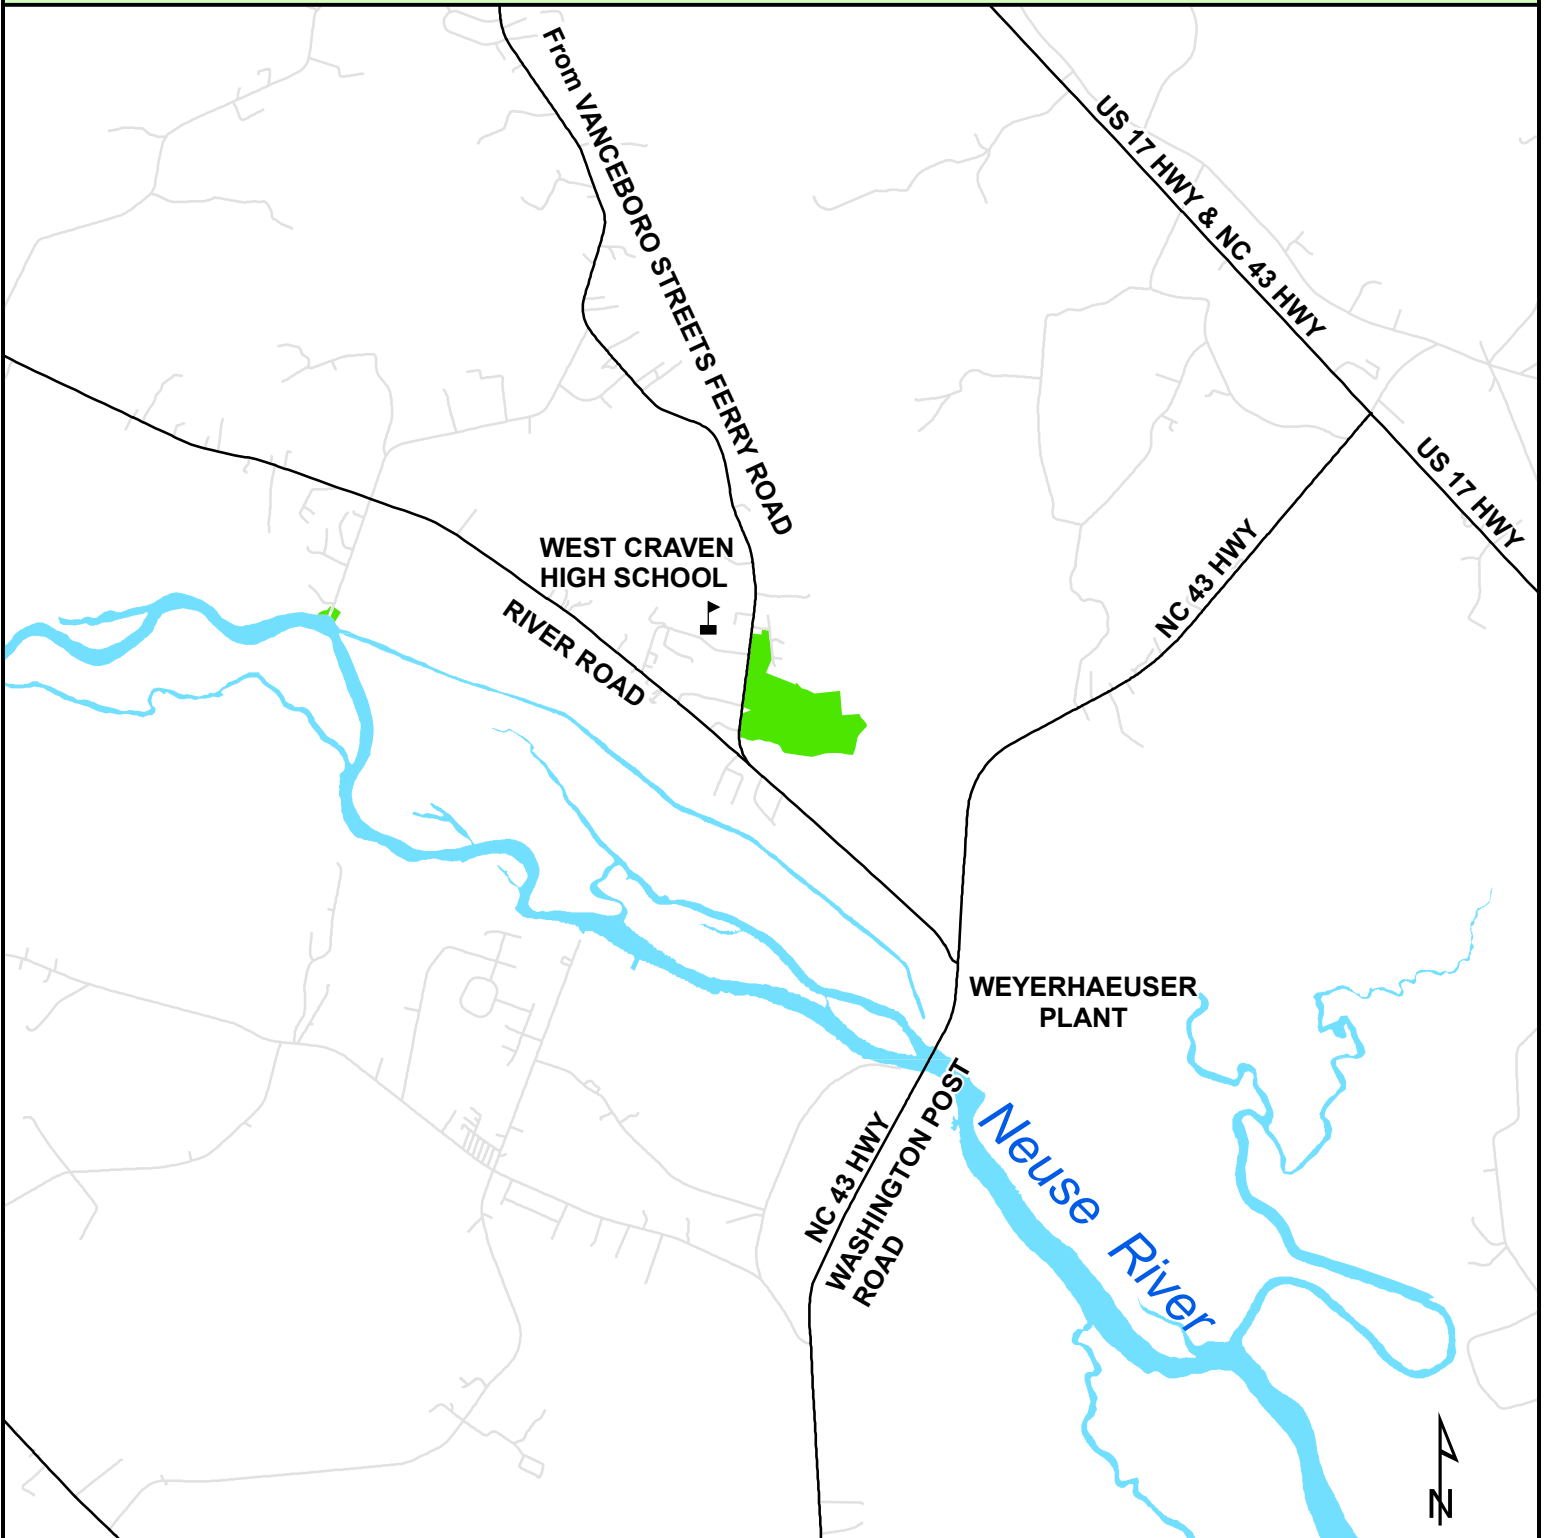 From VANCEBORO STREETS FERRY ROAD
US 17 HWY & NC 43 HWY
US 17 HWY
NC 43 HWY
WEST CRAVEN
HIGH SCHOOL
RIVER ROAD
WEYERHAEUSER
PLANT
NC 43 HWY
WASHINGTON POST
ROAD
Neuse River
N